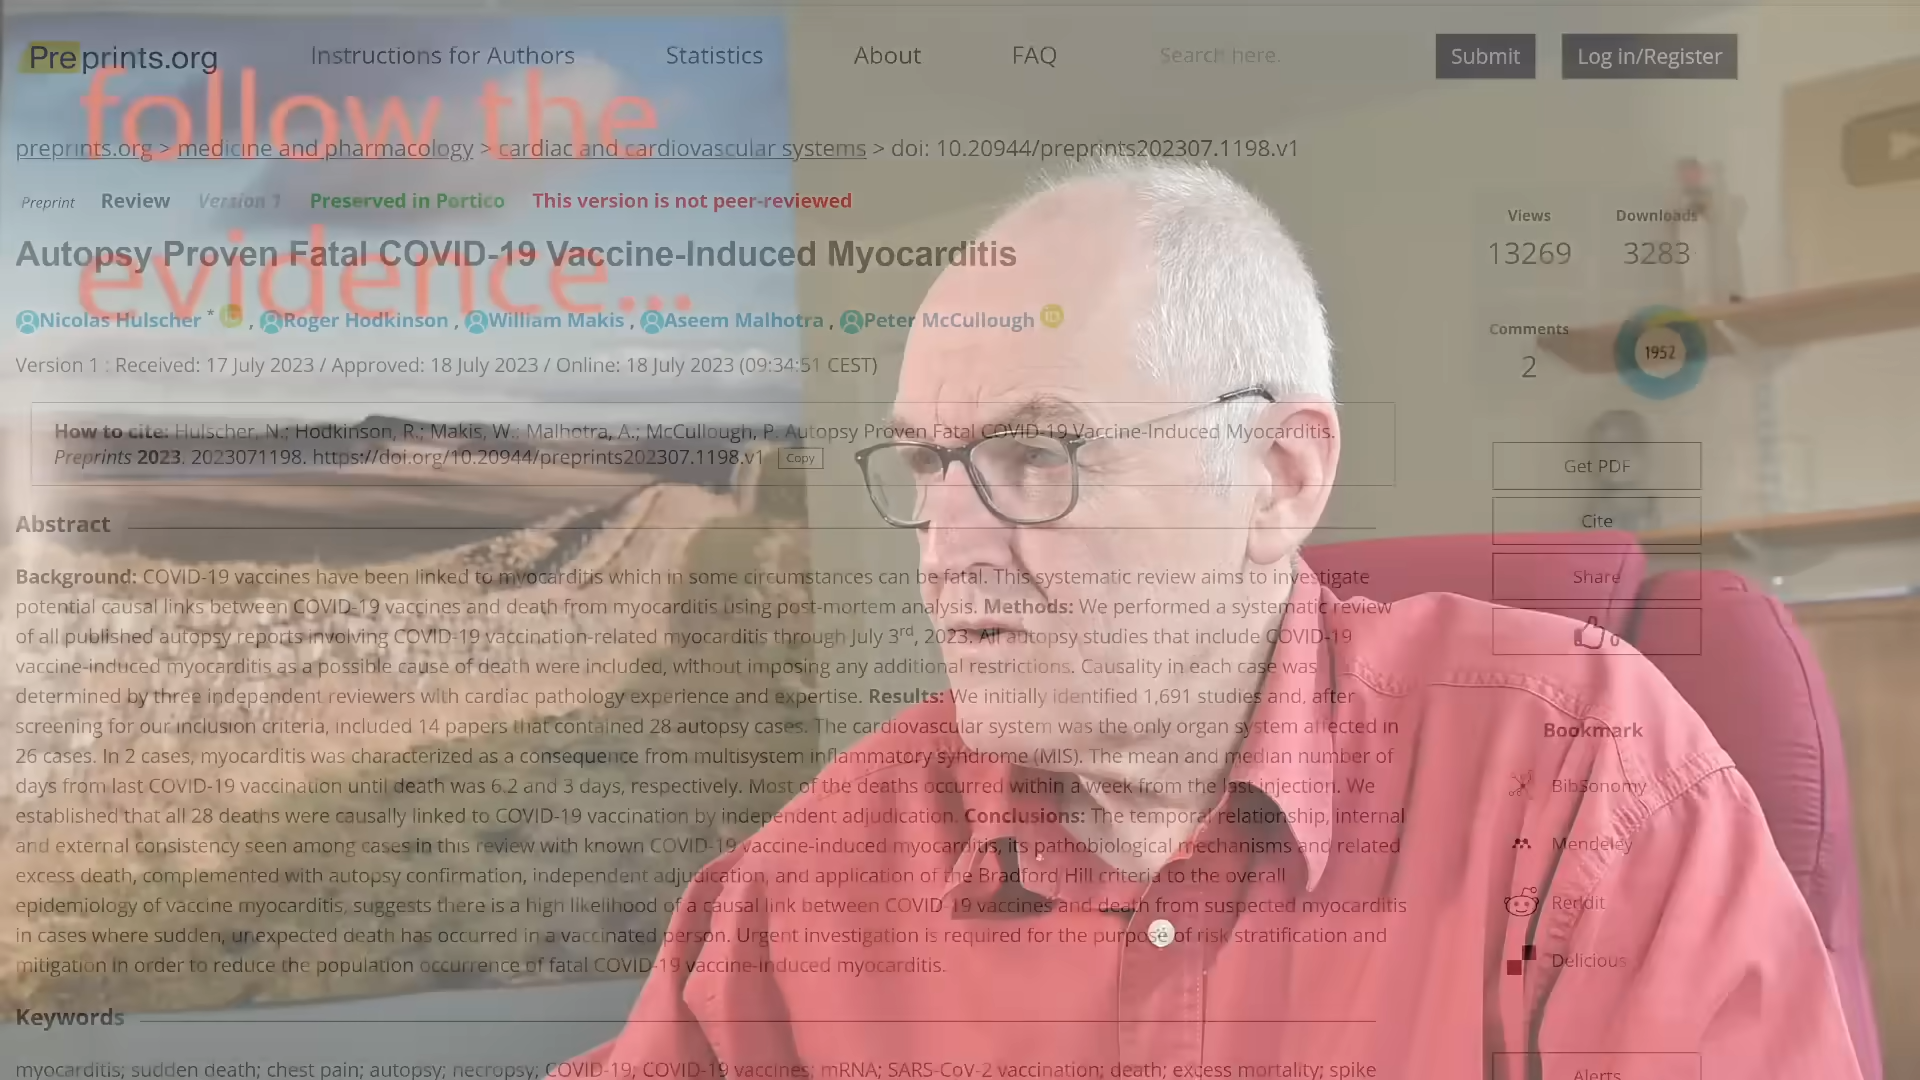 Preprints.org Instructions for Authors Statistics About FAQ Search here. Submit Log in/Register
follow the
evidence...
preprints.org > medicine and pharmacology > cardiac and cardiovascular systems > doi: 10.20944/preprints202307.1198.v1
Preprint Review Version 1 Preserved in Portico This version is not peer-reviewed
Autopsy Proven Fatal COVID-19 Vaccine-Induced Myocarditis
Nicolas Hulscher * , Roger Hodkinson , William Makis , Aseem Malhotra , Peter McCullough
Version 1 : Received: 17 July 2023 / Approved: 18 July 2023 / Online: 18 July 2023 (09:34:51 CEST)
How to cite: Hulscher, N.; Hodkinson, R.; Makis, W.; Malhotra, A.; McCullough, P. Autopsy Proven Fatal COVID-19 Vaccine-Induced Myocarditis.
Preprints 2023, 2023071198. https://doi.org/10.20944/preprints202307.1198.v1 Copy
Abstract
Background: COVID-19 vaccines have been linked to myocarditis which in some circumstances can be fatal. This systematic review aims to investigate
potential causal links between COVID-19 vaccines and death from myocarditis using post-mortem analysis. Methods: We performed a systematic review
of all published autopsy reports involving COVID-19 vaccination-related myocarditis through July 3rd, 2023. All autopsy studies that include COVID-19
vaccine-induced myocarditis as a possible cause of death were included, without imposing any additional restrictions. Causality in each case was
determined by three independent reviewers with cardiac pathology experience and expertise. Results: We initially identified 1,691 studies and, after
screening for our inclusion criteria, included 14 papers that contained 28 autopsy cases. The cardiovascular system was the only organ system affected in
26 cases. In 2 cases, myocarditis was characterized as a consequence from multisystem inflammatory syndrome (MIS). The mean and median number of
days from last COVID-19 vaccination until death was 6.2 and 3 days, respectively. Most of the deaths occurred within a week from the last injection. We
established that all 28 deaths were causally linked to COVID-19 vaccination by independent adjudication. Conclusions: The temporal relationship, internal
and external consistency seen among cases in this review with known COVID-19 vaccine-induced myocarditis, its pathobiological mechanisms and related
excess death, complemented with autopsy confirmation, independent adjudication, and application of the Bradford Hill criteria to the overall
epidemiology of vaccine myocarditis, suggests there is a high likelihood of a causal link between COVID-19 vaccines and death from suspected myocarditis
in cases where sudden, unexpected death has occurred in a vaccinated person. Urgent investigation is required for the purpose of risk stratification and
mitigation in order to reduce the population occurrence of fatal COVID-19 vaccine-induced myocarditis.
Keywords
myocarditis; sudden death; chest pain; autopsy; necropsy; COVID-19; COVID-19 vaccines; mRNA; SARS-CoV-2 vaccination; death; excess mortality; spike
Views Downloads
13269 3283
Comments
2 1952
Get PDF
Cite
Share
0
Bookmark
BibSonomy
Mendeley
Reddit
Delicious
Alerts